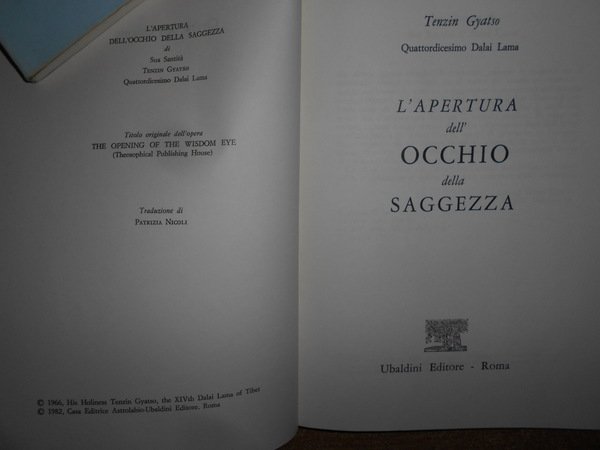 L'APERTURA
DELL'OCCHIO DELLA SAGGEZZA
di
Sua Santità
TENZIN GYATSO
Quattordicesimo Dalai Lama
Titolo originale dell'opera
THE OPENING OF THE WISDOM EYE
(Theosophical Publishing House)
Traduzione di
PATRIZIA NICOLI
© 1966, His Holiness Tenzin Gyatso, the XIVth Dalai Lama of Tibet
© 1982, Casa Editrice Astrolabio-Ubaldini Editore, Roma
Tenzin Gyatso
Quattordicesimo Dalai Lama
L'APERTURA
dell'
OCCHIO
della
SAGGEZZA
Ubaldini Editore - Roma